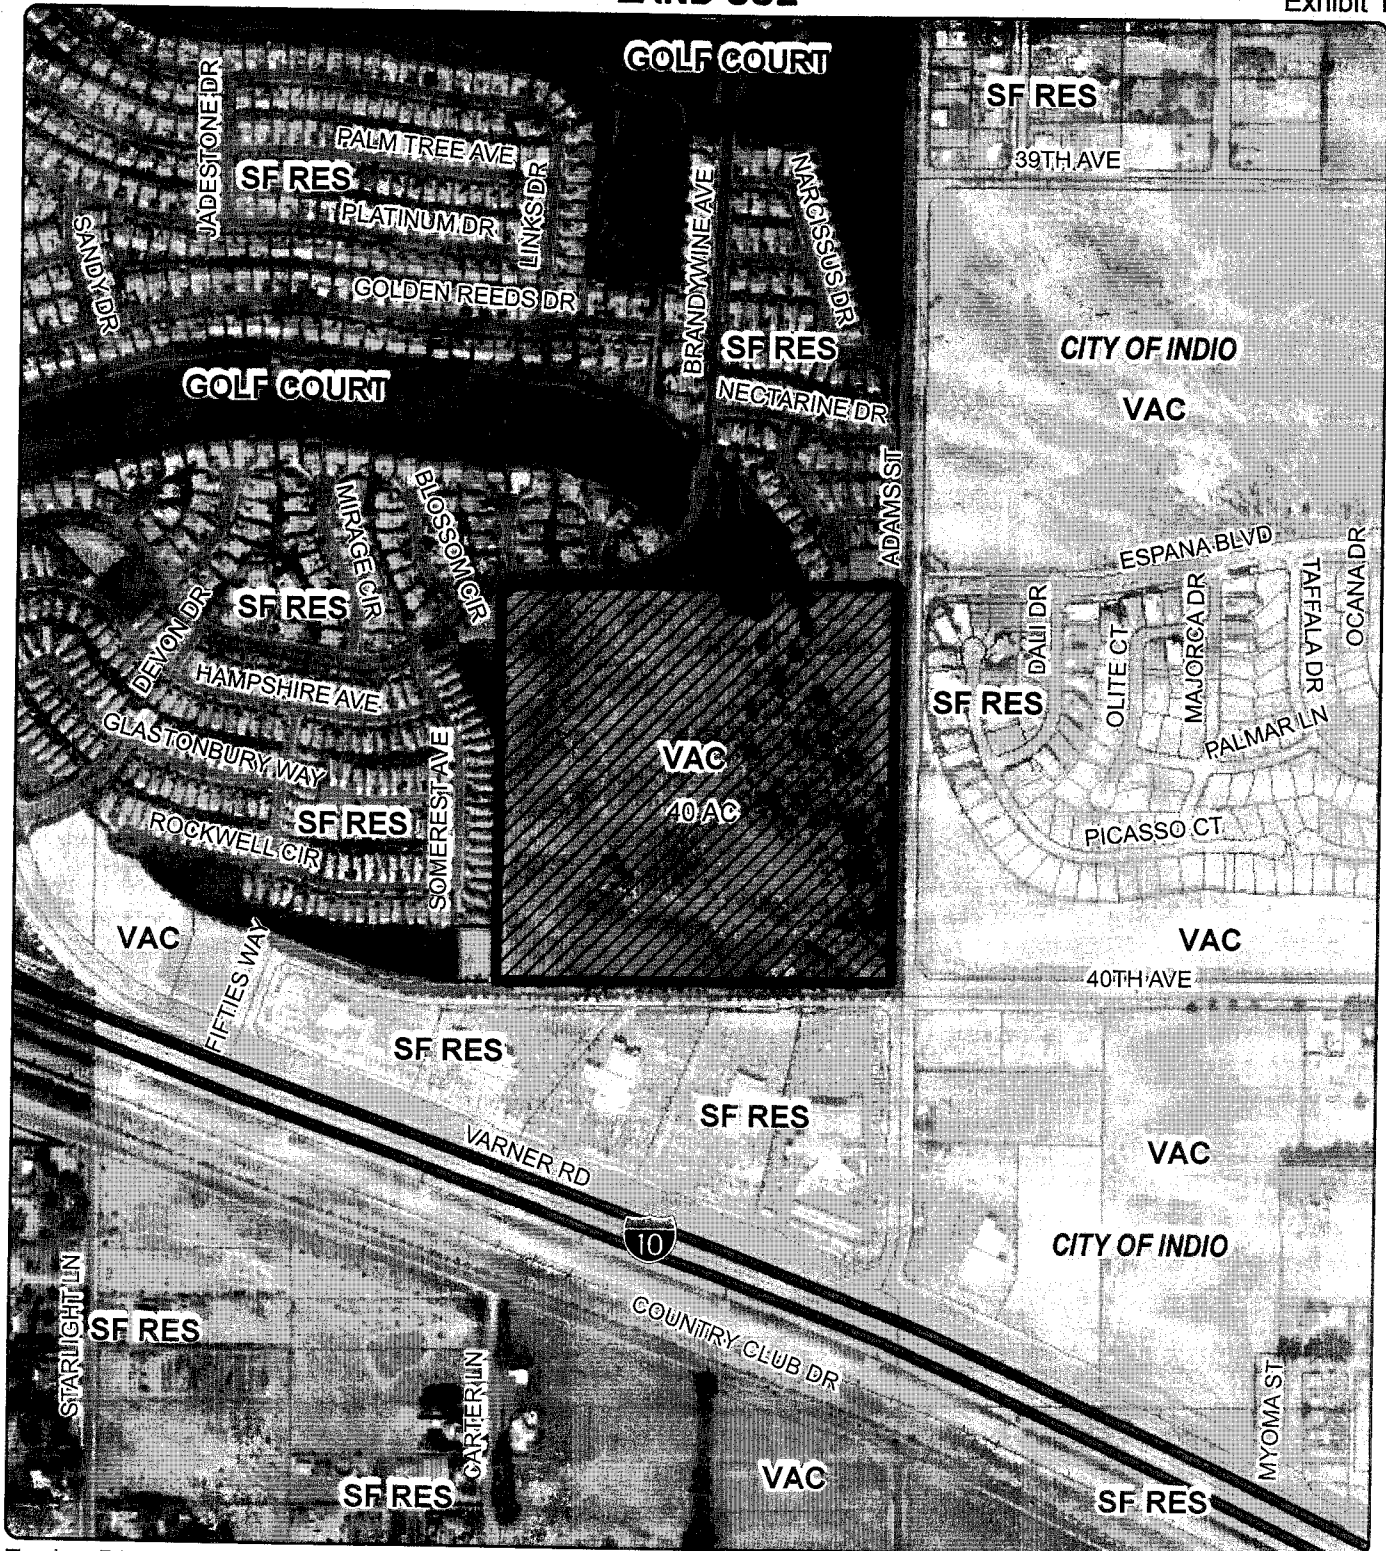 GOLF COURT
SF RES
39TH AVE
JADESTONE DR
PALM TREE AVE
SF RES
PLATINUM DR
LINKS DR
BRANDYWINE AVE
NARCISSUS DR
SANDY DR
GOLDEN REEDS DR
SF RES
CITY OF INDIO
VAC
GOLF COURT
NECTARINE DR
ADAMS ST
MIRAGE CIR
BLOSSOM CIR
ESPANA BLVD
DEVON DR
SF RES
DALI DR
OLITE CT
MAJORCA DR
TAFFALA DR
OCANA DR
HAMPSHIRE AVE
SF RES
GLASTONBURY WAY
PALMAR LN
VAC
40 AC
SOMEREST AVE
ROCKWELL CIR
SF RES
PICASSO CT
VAC
VAC
40TH AVE
FIFTIES WAY
SF RES
SF RES
VARNER RD
VAC
10
CITY OF INDIO
COUNTRY CLUB DR
STARLIGHT LN
SF RES
CARTER LN
MYOMA ST
SF RES
VAC
SF RES